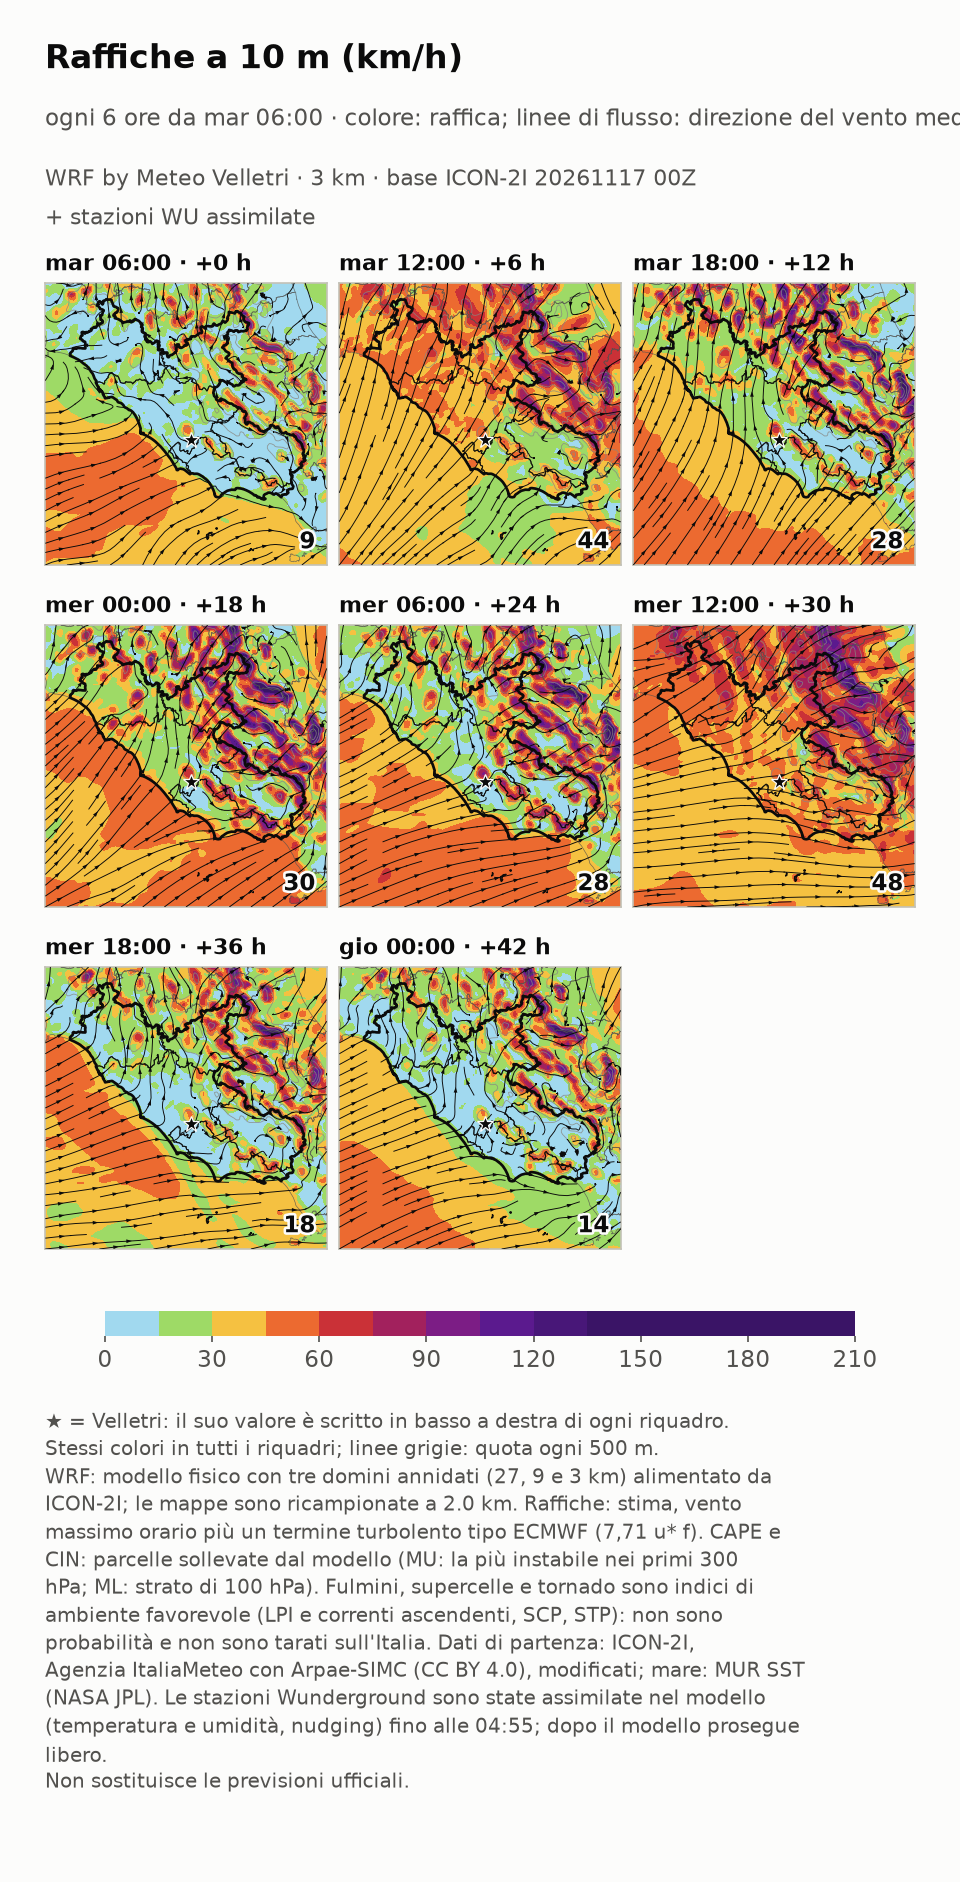 Raffiche a 10 m (km/h)
ogni 6 ore da mar 06:00 · colore: raffica; linee di flusso: direzione del vento med
WRF by Meteo Velletri · 3 km · base ICON-2I 20261117 00Z
+ stazioni WU assimilate
mar 06:00 · +0 h
mar 12:00 · +6 h
mar 18:00 · +12 h
9
44
28
mer 00:00 · +18 h
mer 06:00 · +24 h
mer 12:00 · +30 h
30
28
48
mer 18:00 · +36 h
gio 00:00 · +42 h
18
14
0 30 60 90 120 150 180 210
★ = Velletri: il suo valore è scritto in basso a destra di ogni riquadro.
Stessi colori in tutti i riquadri; linee grigie: quota ogni 500 m.
WRF: modello fisico con tre domini annidati (27, 9 e 3 km) alimentato da
ICON-2I; le mappe sono ricampionate a 2.0 km. Raffiche: stima, vento
massimo orario più un termine turbolento tipo ECMWF (7,71 u* f). CAPE e
CIN: parcelle sollevate dal modello (MU: la più instabile nei primi 300
hPa; ML: strato di 100 hPa). Fulmini, supercelle e tornado sono indici di
ambiente favorevole (LPI e correnti ascendenti, SCP, STP): non sono
probabilità e non sono tarati sull'Italia. Dati di partenza: ICON-2I,
Agenzia ItaliaMeteo con Arpae-SIMC (CC BY 4.0), modificati; mare: MUR SST
(NASA JPL). Le stazioni Wunderground sono state assimilate nel modello
(temperatura e umidità, nudging) fino alle 04:55; dopo il modello prosegue
libero.
Non sostituisce le previsioni ufficiali.